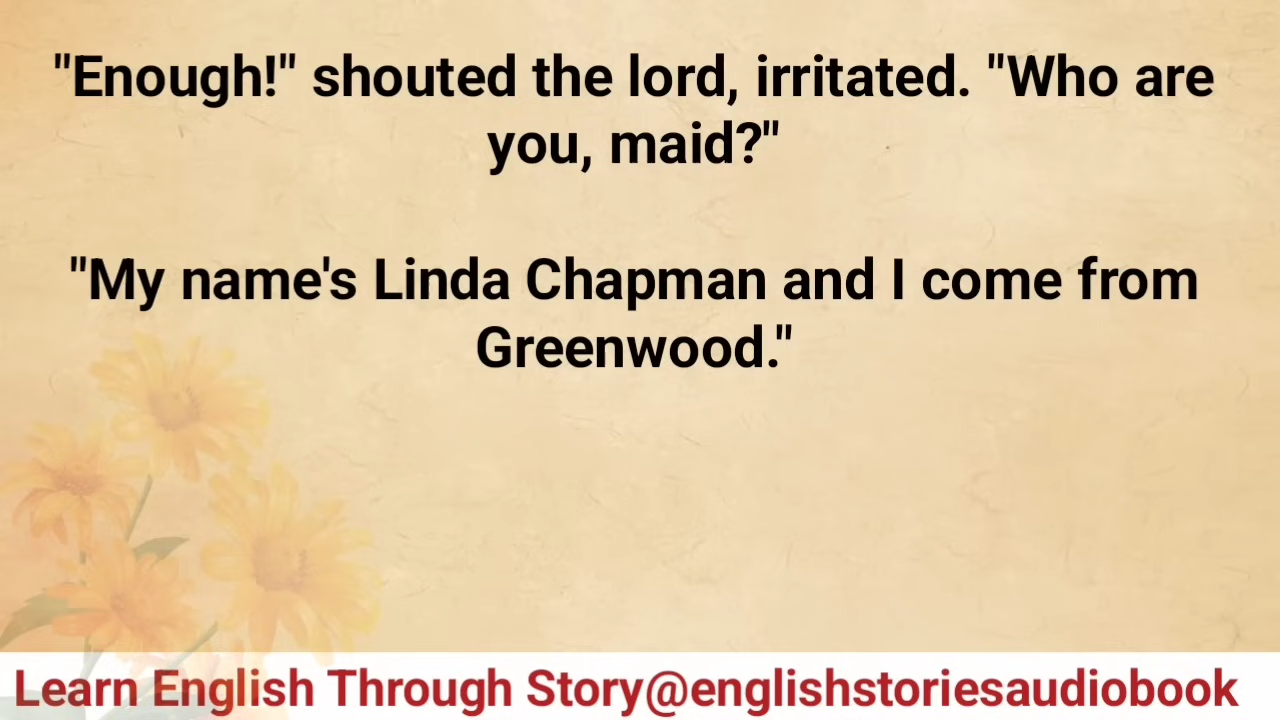 "Enough!" shouted the lord, irritated. "Who are
you, maid?"
"My name's Linda Chapman and I come from
Greenwood."
Learn English Through Story@englishstoriesaudiobook